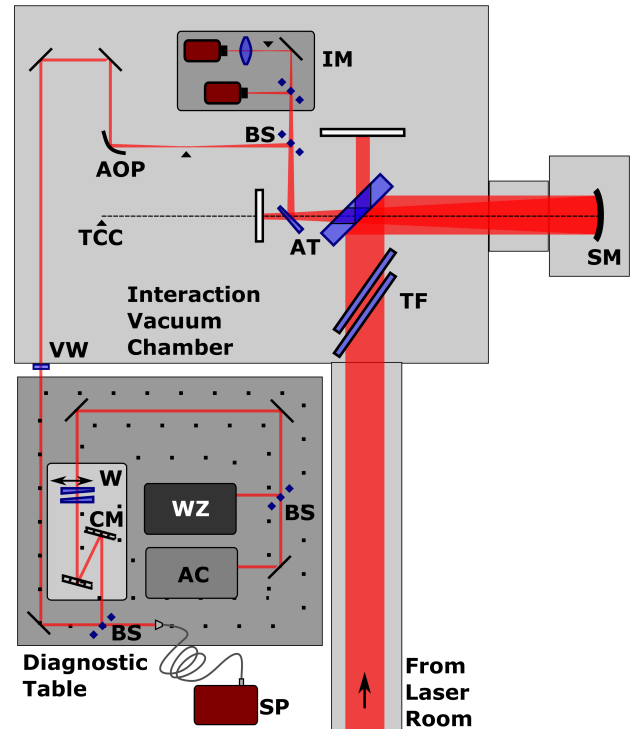 IM
BS
AOP
TCC
AT
SM
TF
Interaction
Vacuum
Chamber
VW
W
CM
WZ
BS
AC
BS
Diagnostic
Table
SP
From
Laser
Room